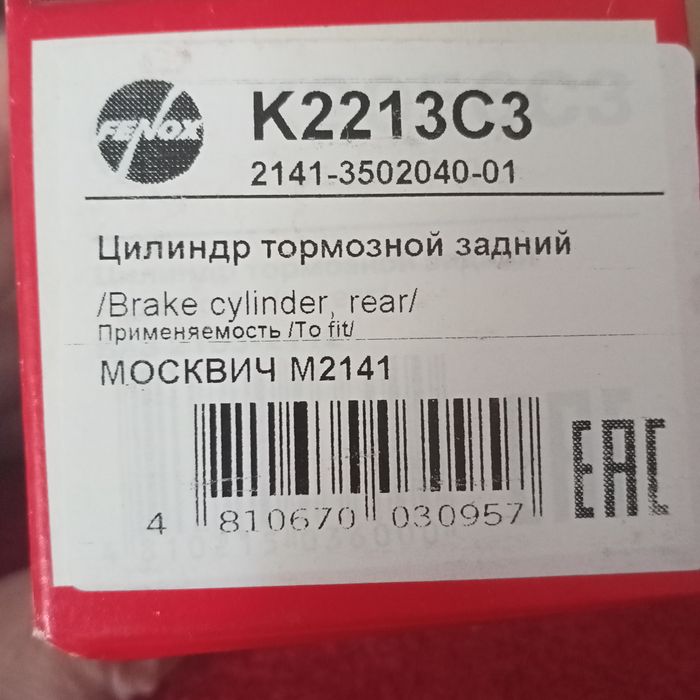 FENOX
K2213C3
2141-3502040-01
Цилиндр тормозной задний
/Brake cylinder, rear/
Применяемость /To fit/
МОСКВИЧ М2141
4 810670 030957
EAC